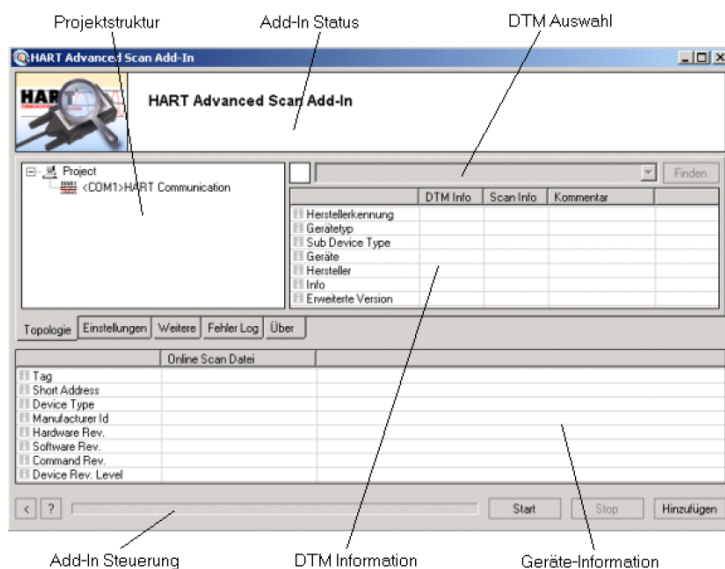 Projektstruktur
Add-In Status
DTM Auswahl
HART Advanced Scan Add-In
HART
HART Advanced Scan Add-In
Project
<COM1>HART Communication
Finden
DTM Info
Scan Info
Kommentar
Herstellerkennung
Gerätetyp
Sub Device Type
Geräte
Hersteller
Info
Erweiterte Version
Topologie
Einstellungen
Weitere
Fehler Log
Über
Online Scan Datei
Tag
Short Address
Device Type
Manufacturer Id
Hardware Rev.
Software Rev.
Command Rev.
Device Rev. Level
<
?
Start
Stop
Hinzufügen
Add-In Steuerung
DTM Information
Geräte-Information